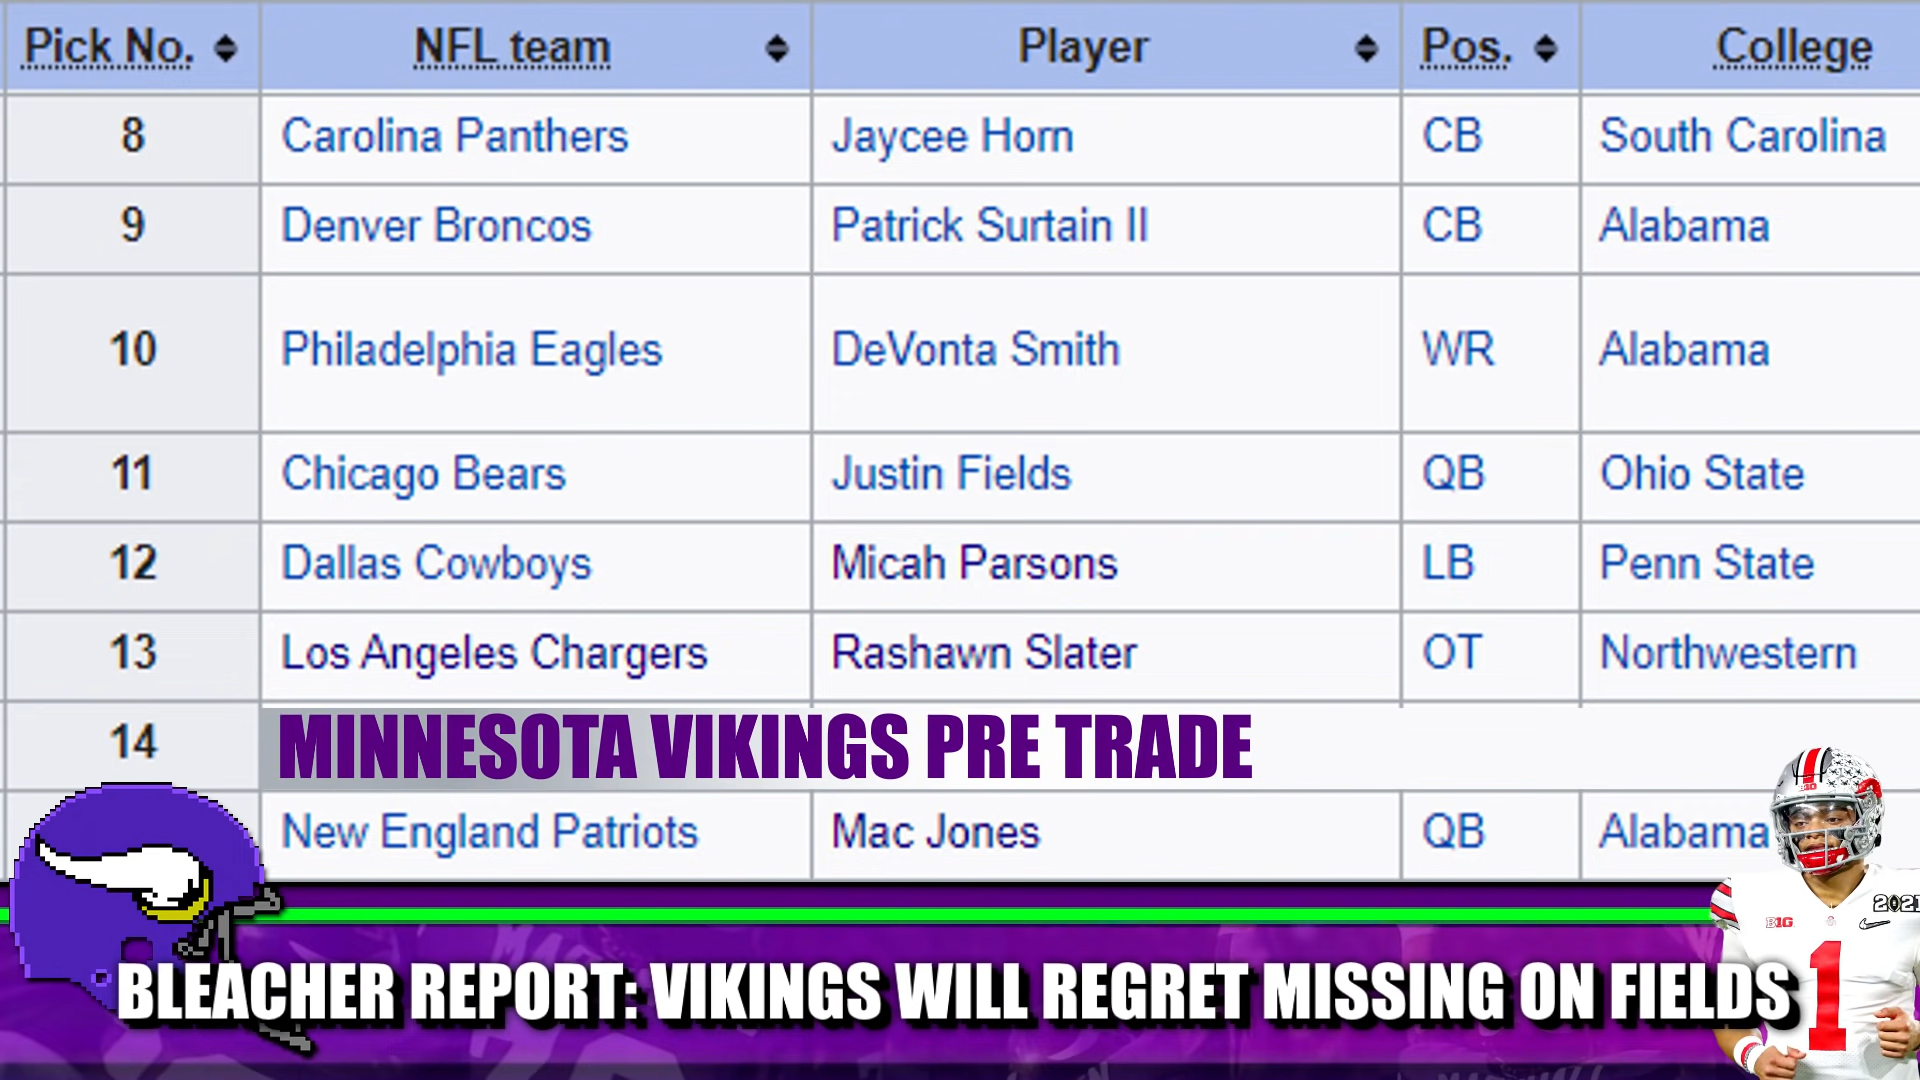 Pick No. NFL team Player Pos. College
8 Carolina Panthers Jaycee Horn CB South Carolina
9 Denver Broncos Patrick Surtain II CB Alabama
10 Philadelphia Eagles DeVonta Smith WR Alabama
11 Chicago Bears Justin Fields QB Ohio State
12 Dallas Cowboys Micah Parsons LB Penn State
13 Los Angeles Chargers Rashawn Slater OT Northwestern
14 MINNESOTA VIKINGS PRE TRADE
New England Patriots Mac Jones QB Alabama
B1G
2021
1
BLEACHER REPORT: VIKINGS WILL REGRET MISSING ON FIELDS